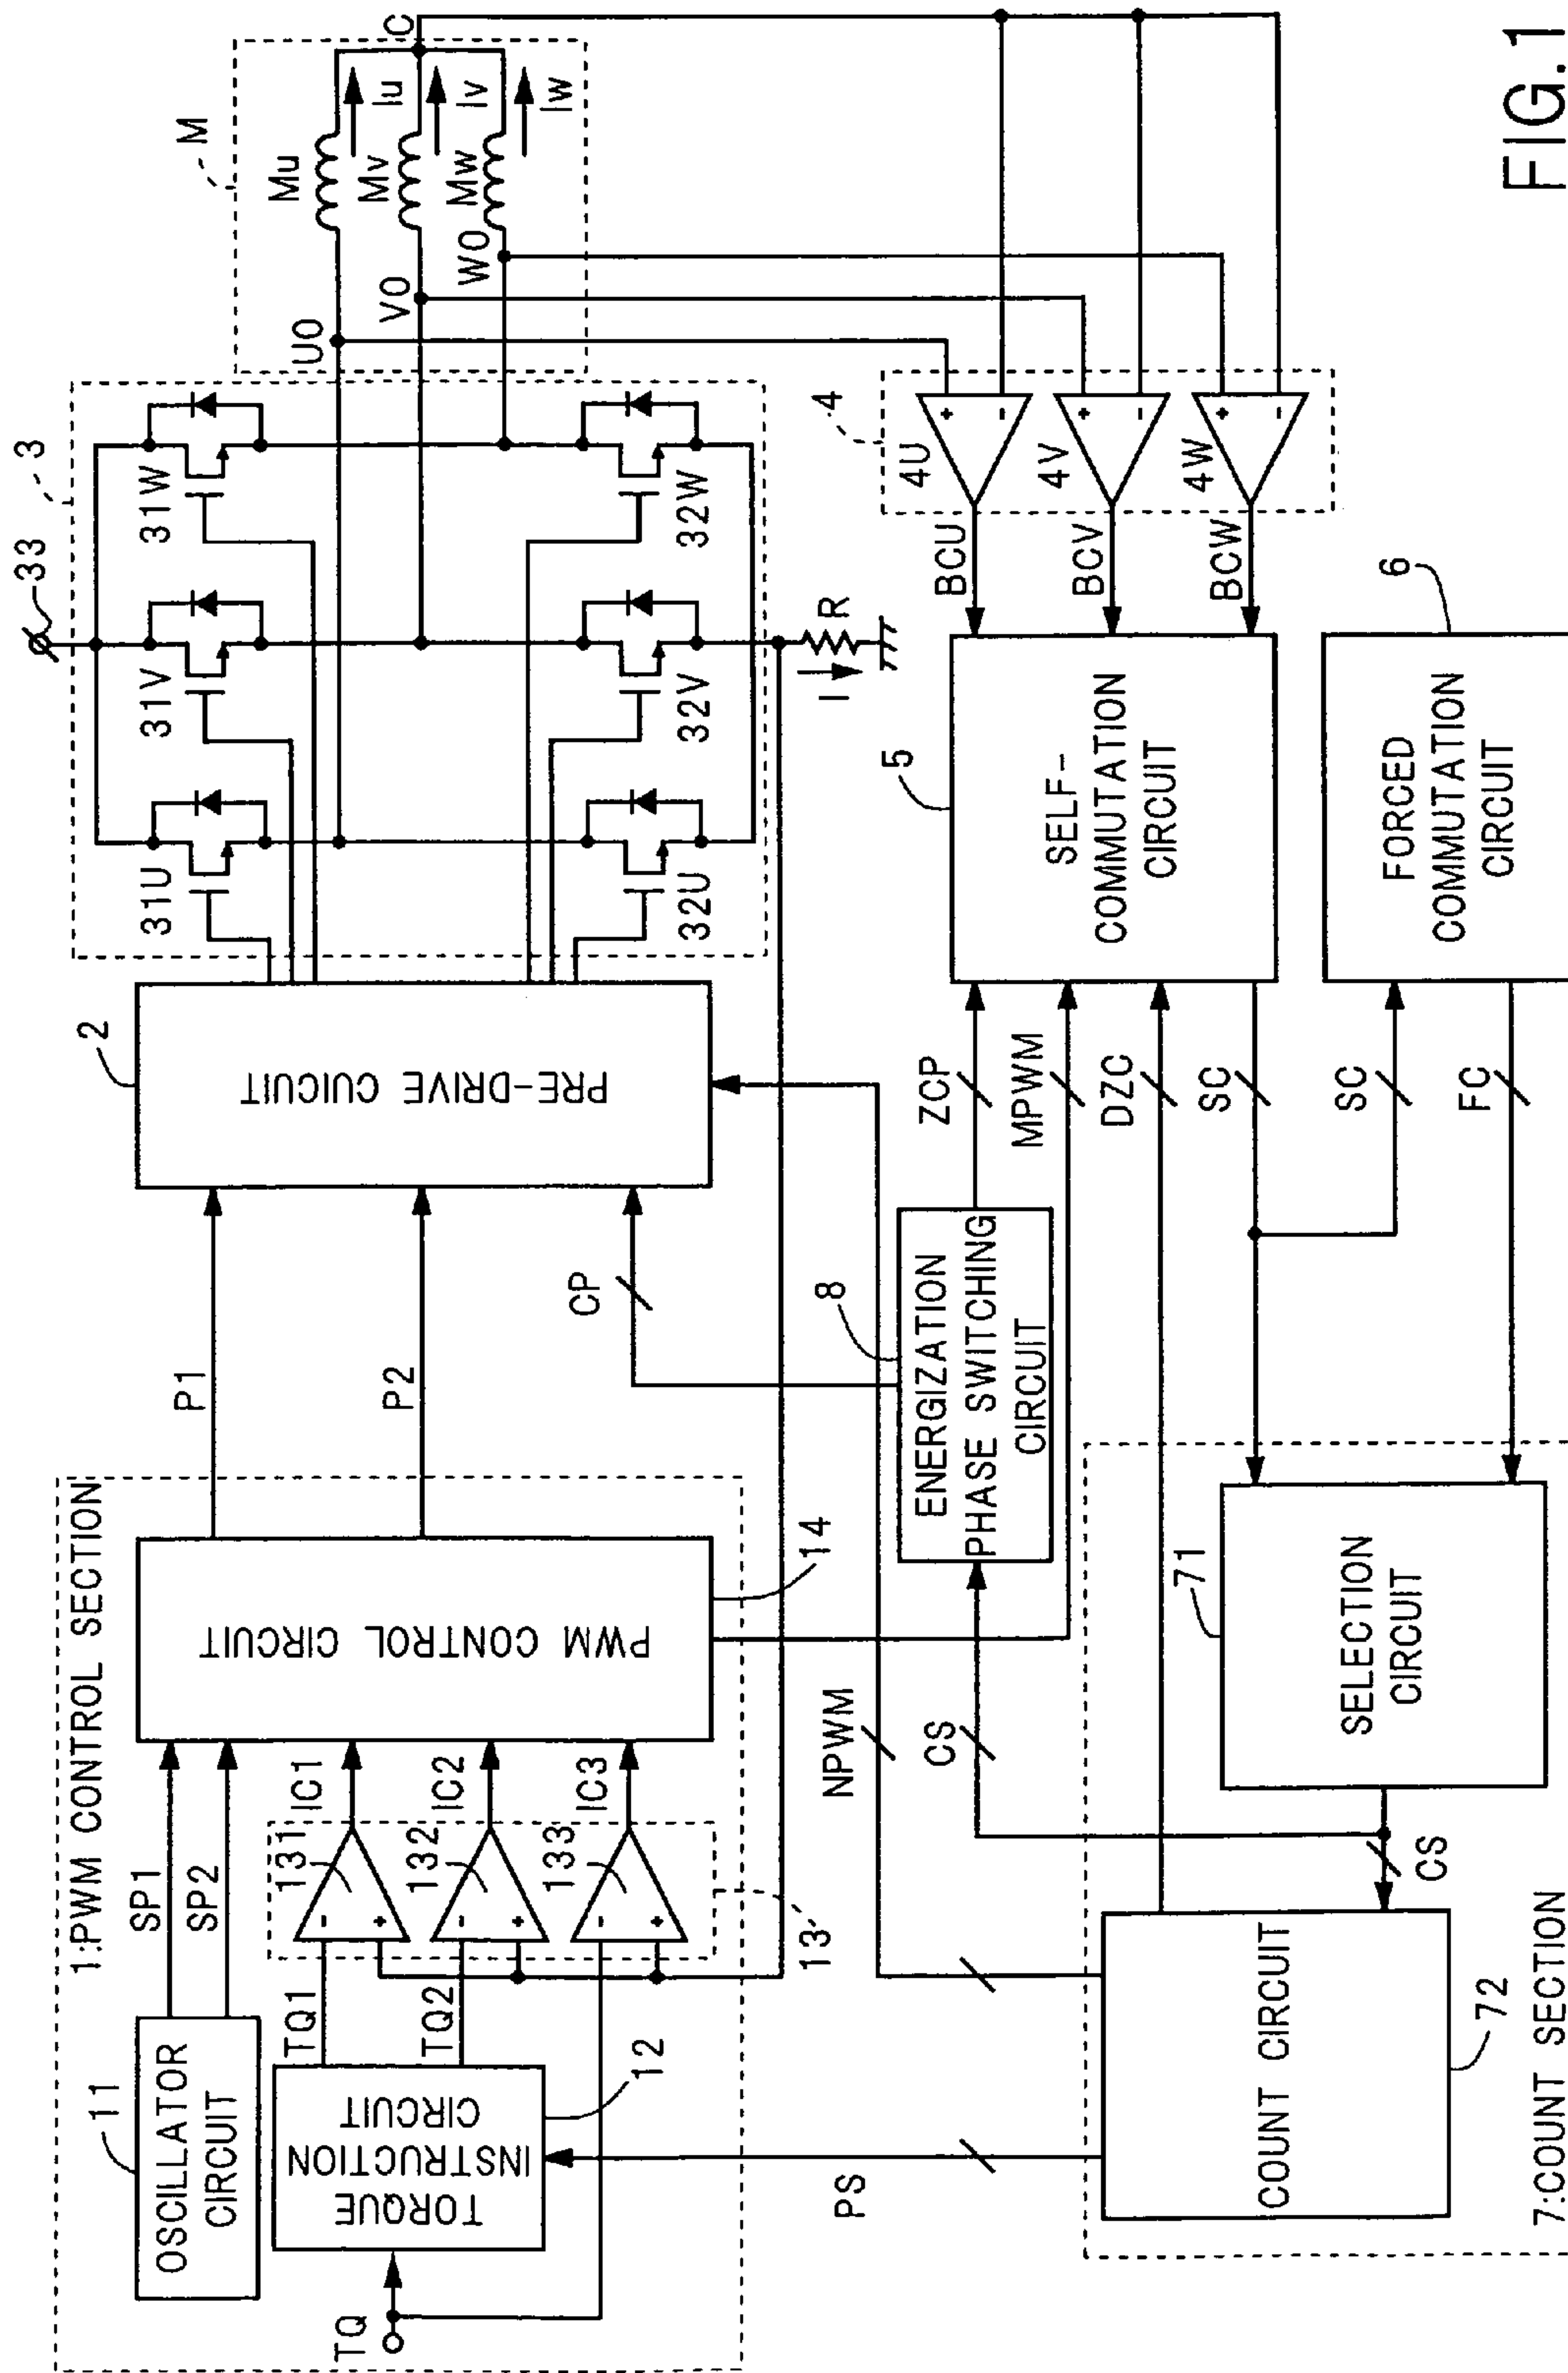 FIG.1
1:PWM CONTROL SECTION
11
OSCILLATOR
CIRCUIT
SP1
SP2
TQ
TORQUE
INSTRUCTION
CIRCUIT
12
TQ1
TQ2
131
132
133
-
+
-
+
-
+
13
IC1
IC2
IC3
PWM CONTROL CIRCUIT
14
P1
P2
CP
2
PRE-DRIVE CUICUIT
3
33
31U
31V
31W
32U
32V
32W
I
R
M
U0
V0
W0
Mu
Mv
Mw
Iu
Iv
Iw
C
4
4U
4V
4W
+
-
+
-
+
-
BCU
BCV
BCW
5
SELF-
COMMUTATION
CIRCUIT
6
FORCED
COMMUTATION
CIRCUIT
ZCP
MPWM
DZC
SC
SC
FC
8
ENERGIZATION
PHASE SWITCHING
CIRCUIT
NPWM
CS
71
SELECTION
CIRCUIT
CS
COUNT CIRCUIT
72
PS
7:COUNT SECTION